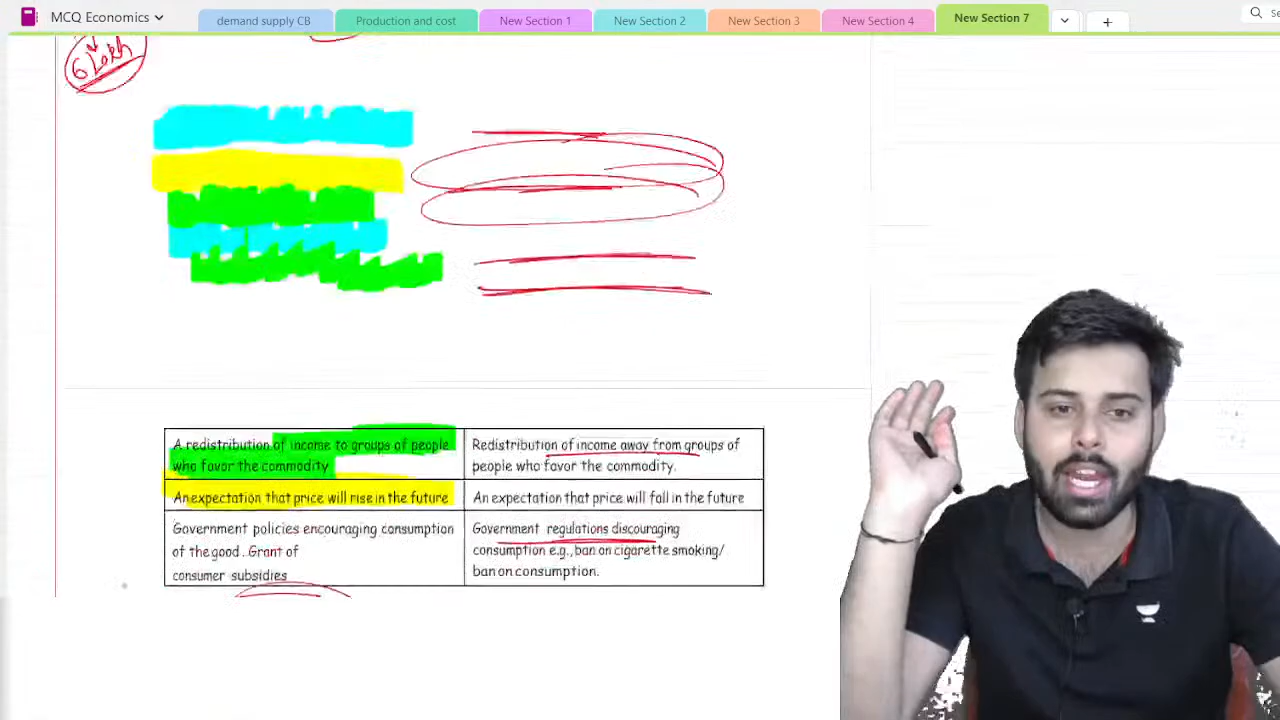 MCQ Economics
demand supply CB
Production and cost
New Section 1
New Section 2
New Section 3
New Section 4
New Section 7
Se
6 Lakh
A redistribution of income to groups of people
who favor the commodity
Redistribution of income away from groups of
people who favor the commodity.
An expectation that price will rise in the future
An expectation that price will fall in the future
Government policies encouraging consumption
of the good. Grant of
consumer subsidies
Government regulations discouraging
consumption e.g., ban on cigarette smoking/
ban on consumption.